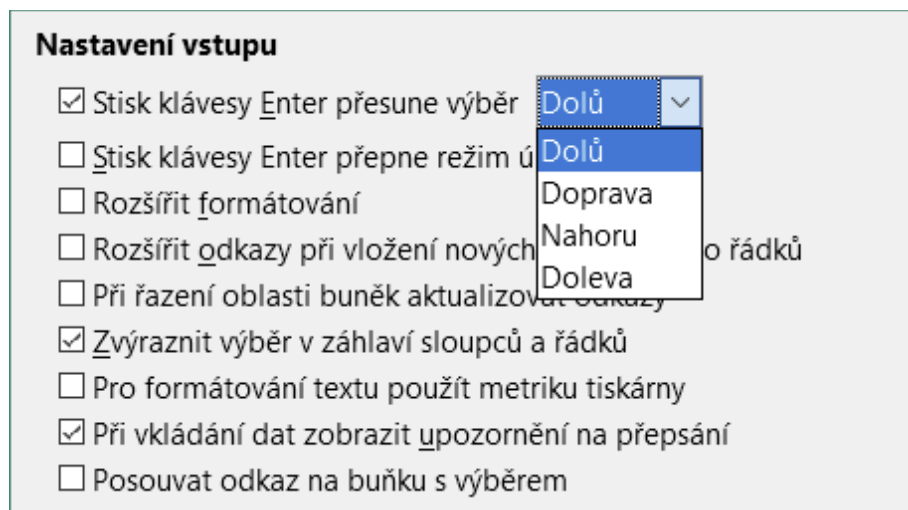 Nastavení vstupu
Stisk klávesy Enter přesune výběr Dolů
Stisk klávesy Enter přepne režim ú
Dolů
Rozšířit formátování
Doprava
Rozšířit odkazy při vložení nových o řádků
Nahoru
Při řazení oblasti buněk aktualizovat odkazy
Doleva
Zvýraznit výběr v záhlaví sloupců a řádků
Pro formátování textu použít metriku tiskárny
Při vkládání dat zobrazit upozornění na přepsání
Posouvat odkaz na buňku s výběrem